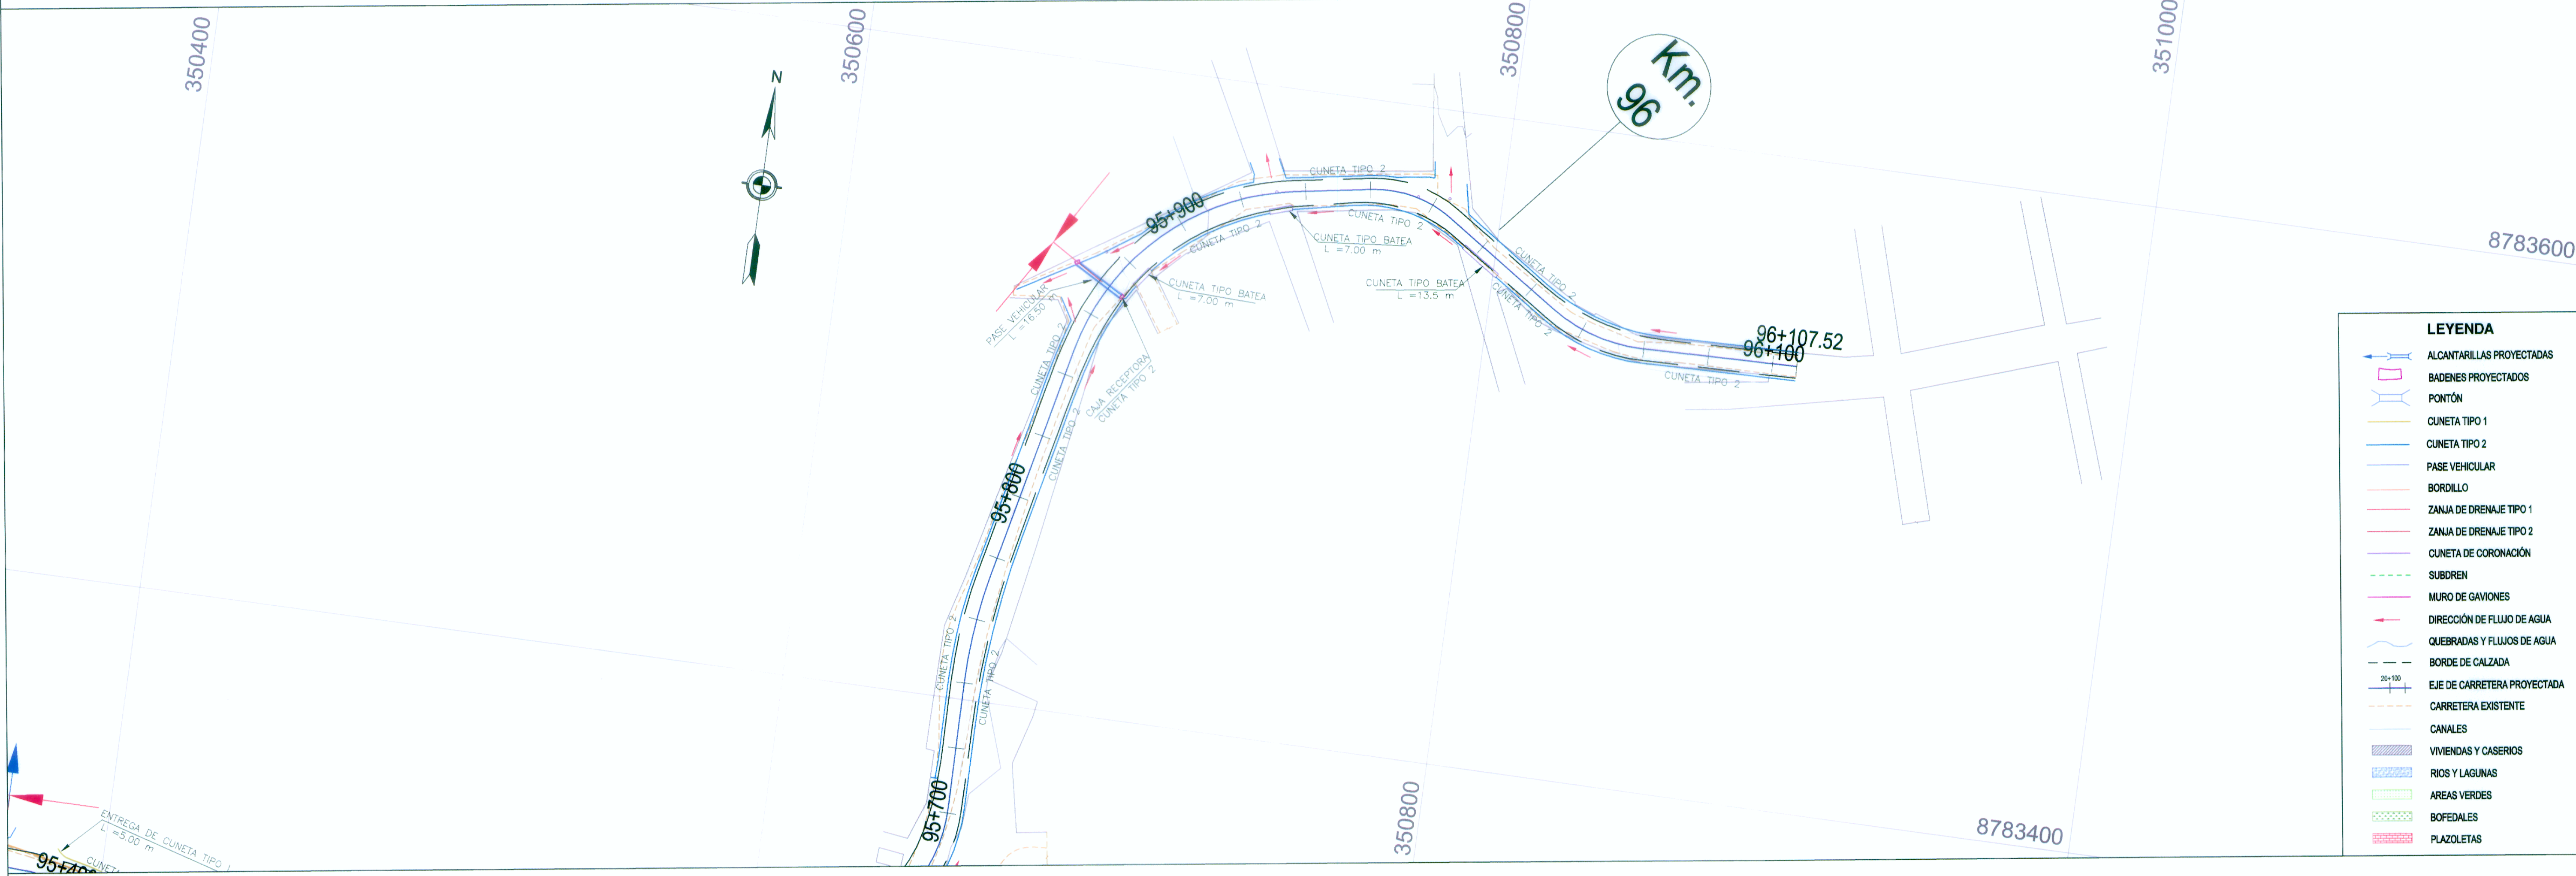 350400
350600
350800
351000
N
Km.
96
8783600
CUNETA TIPO 2
95+900
CUNETA TIPO 2
CUNETA TIPO 2
CUNETA TIPO BATEA
L =7.00 m
CUNETA TIPO BATEA
L =7.00 m
CUNETA TIPO BATEA
L =13.5 m
CUNETA TIPO 2
CUNETA TIPO 2
PASE VEHICULAR
L =16.50 m
CUNETA TIPO 2
CAJA RECEPTORA
CUNETA TIPO 2
96+107.52
96+100
CUNETA TIPO 2
CUNETA TIPO 2
95+800
CUNETA TIPO 2
CUNETA TIPO 2
95+700
350800
8783400
ENTREGA DE CUNETA TIPO 1
L =5.00 m
CUNETA
LEYENDA
ALCANTARILLAS PROYECTADAS
BADENES PROYECTADOS
PONTÓN
CUNETA TIPO 1
CUNETA TIPO 2
PASE VEHICULAR
BORDILLO
ZANJA DE DRENAJE TIPO 1
ZANJA DE DRENAJE TIPO 2
CUNETA DE CORONACIÓN
SUBDREN
MURO DE GAVIONES
DIRECCIÓN DE FLUJO DE AGUA
QUEBRADAS Y FLUJOS DE AGUA
BORDE DE CALZADA
20+100
EJE DE CARRETERA PROYECTADA
CARRETERA EXISTENTE
CANALES
VIVIENDAS Y CASERIOS
RIOS Y LAGUNAS
AREAS VERDES
BOFEDALES
PLAZOLETAS